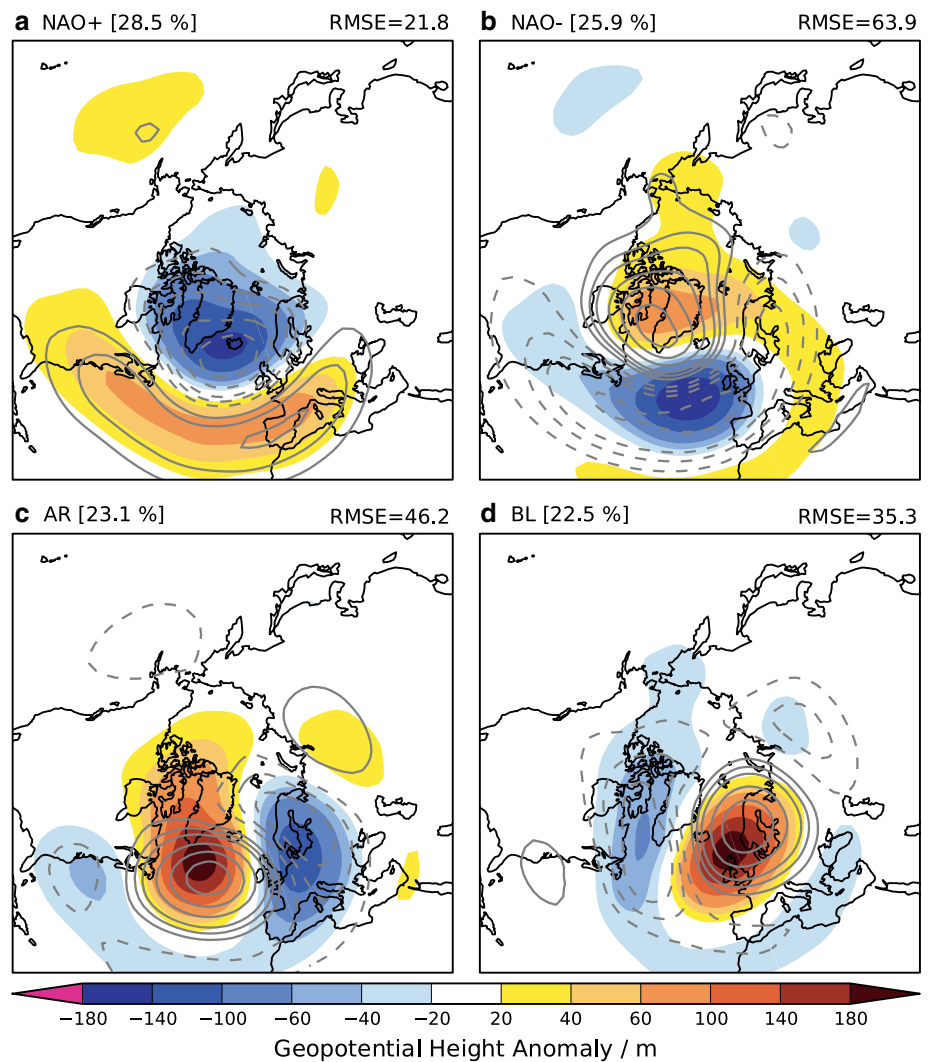 a NAO+ [28.5 %] RMSE=21.8
b NAO- [25.9 %] RMSE=63.9
c AR [23.1 %] RMSE=46.2
d BL [22.5 %] RMSE=35.3
−180 −140 −100 −60 −40 −20 20 40 60 100 140 180
Geopotential Height Anomaly / m